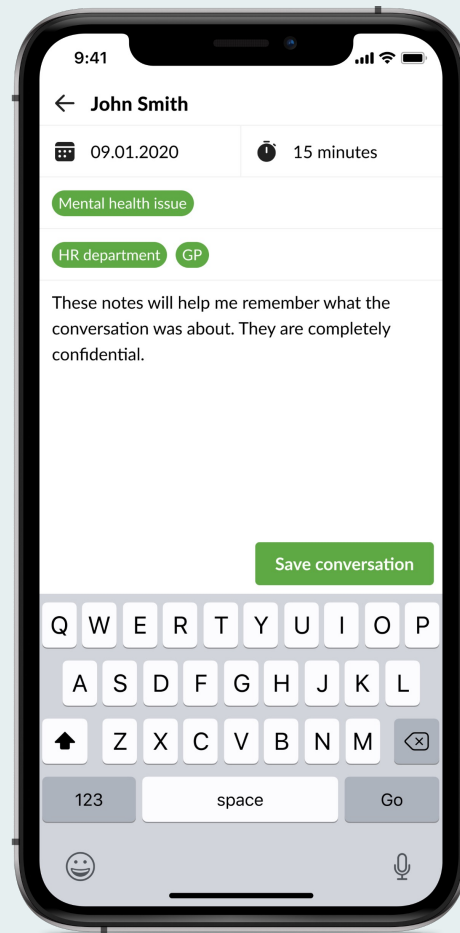 9:41
John Smith
09.01.2020
15 minutes
Mental health issue
HR department GP
These notes will help me remember what the
conversation was about. They are completely
confidential.
Save conversation
Q W E R T Y U I O P
A S D F G H J K L
Z X C V B N M
123 space Go